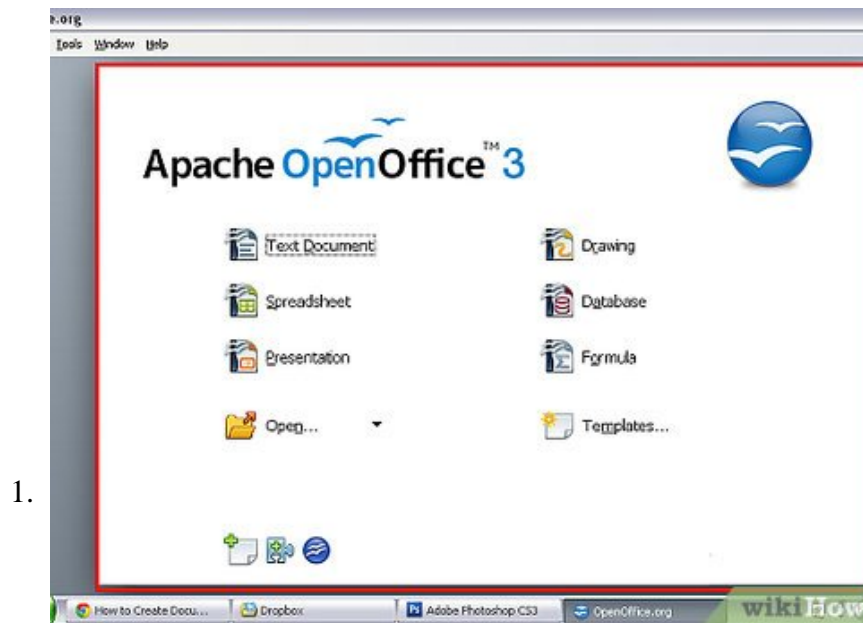 e.org
Tools Window Help
Apache OpenOffice™ 3
Text Document
Drawing
Spreadsheet
Database
Presentation
Formula
Open...
Templates...
1.
How to Create Docu...
Dropbox
Ps Adobe Photoshop CS3
OpenOffice.org
wikiHow